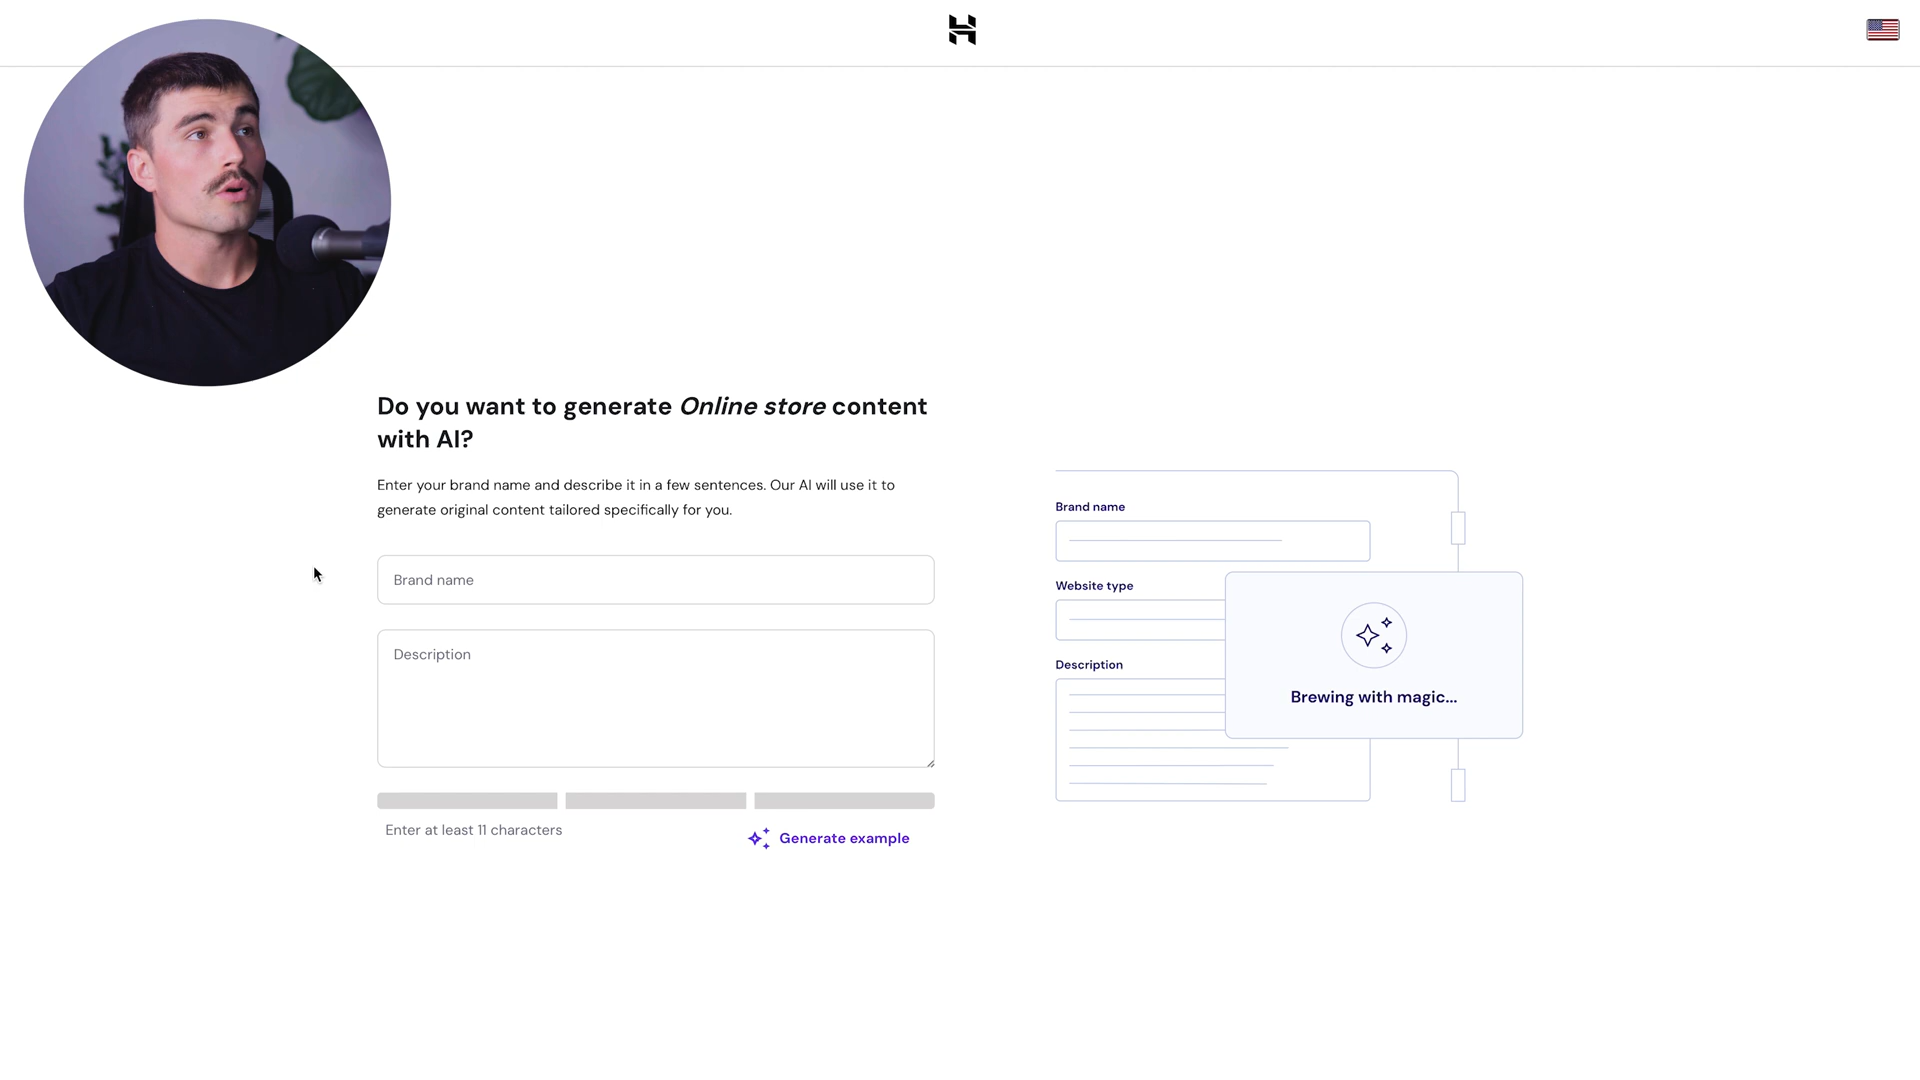 Do you want to generate Online store content
with AI?
Enter your brand name and describe it in a few sentences. Our AI will use it to
generate original content tailored specifically for you.
Brand name
Description
Enter at least 11 characters
Generate example
Brand name
Website type
Description
Brewing with magic...